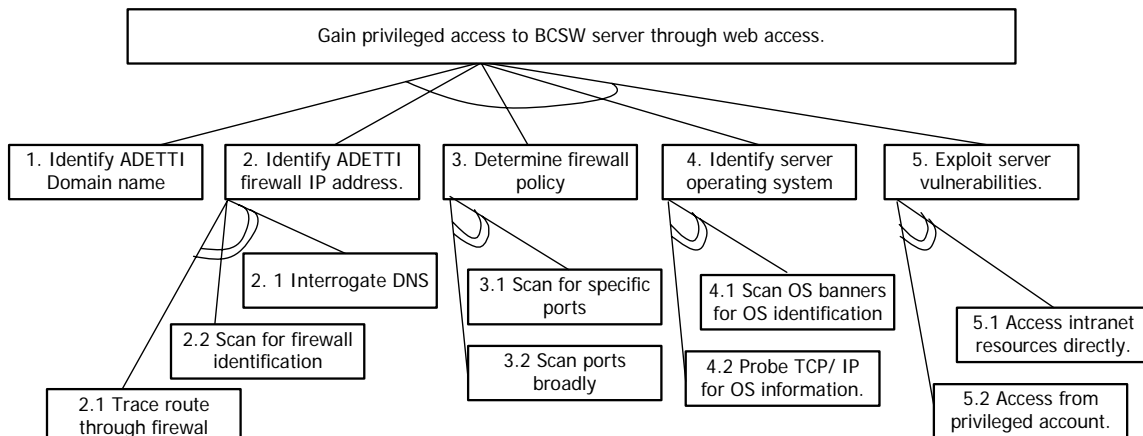 Gain privileged access to BCSW server through web access.
1. Identify ADETTI
Domain name
2. Identify ADETTI
firewall IP address.
3. Determine firewall
policy
4. Identify server
operating system
5. Exploit server
vulnerabilities.
2. 1 Interrogate DNS
2.2 Scan for firewall
identification
2.1 Trace route
through firewal
3.1 Scan for specific
ports
3.2 Scan ports
broadly
4.1 Scan OS banners
for OS identification
4.2 Probe TCP/ IP
for OS information.
5.1 Access intranet
resources directly.
5.2 Access from
privileged account.